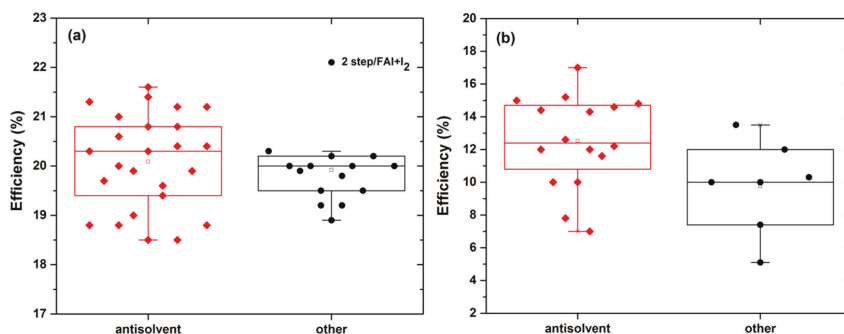 (a)
2 step/FAI+I2
Efficiency (%)
23
22
21
20
19
18
17
antisolvent
other
(b)
Efficiency (%)
20
18
16
14
12
10
8
6
4
2
antisolvent
other